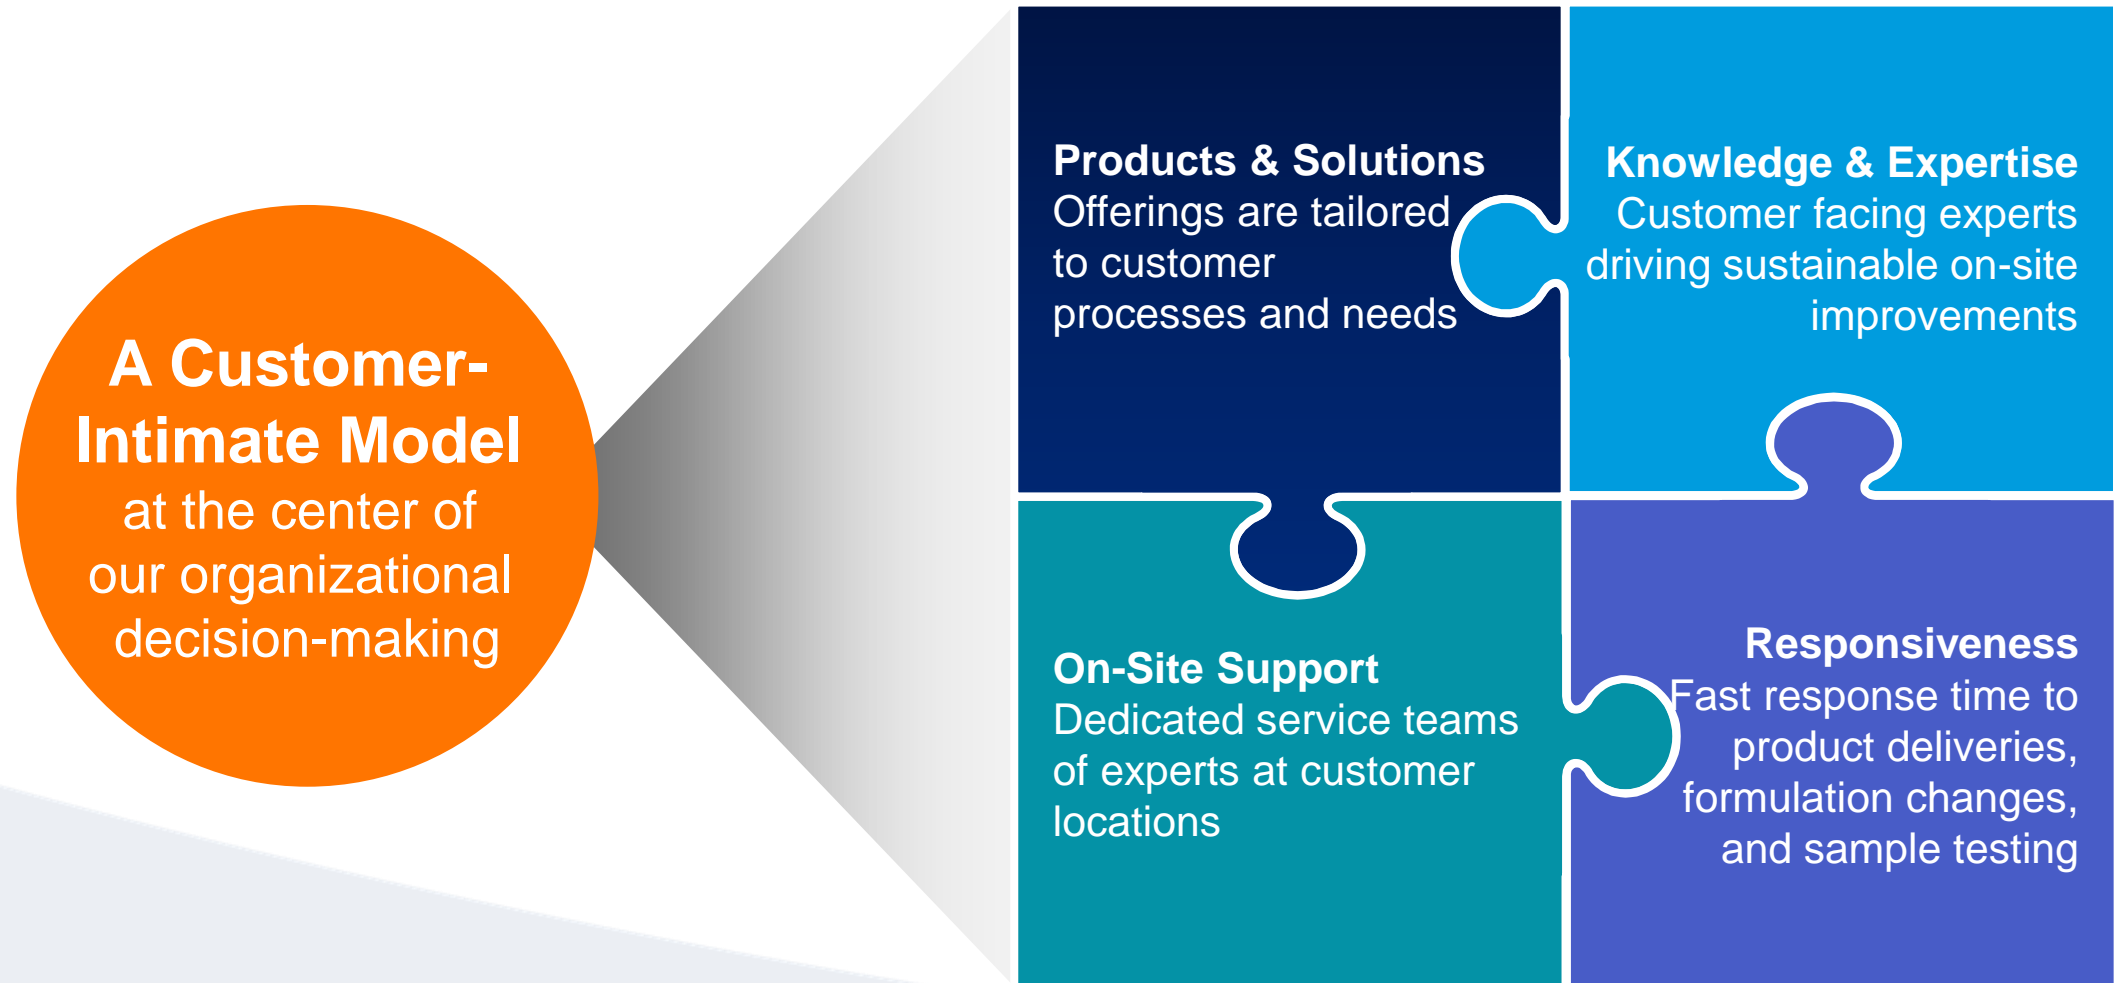 A Customer-
Intimate Model
at the center of
our organizational
decision-making
Products & Solutions
Offerings are tailored
to customer
processes and needs
Knowledge & Expertise
Customer facing experts
driving sustainable on-site
improvements
On-Site Support
Dedicated service teams
of experts at customer
locations
Responsiveness
Fast response time to
product deliveries,
formulation changes,
and sample testing